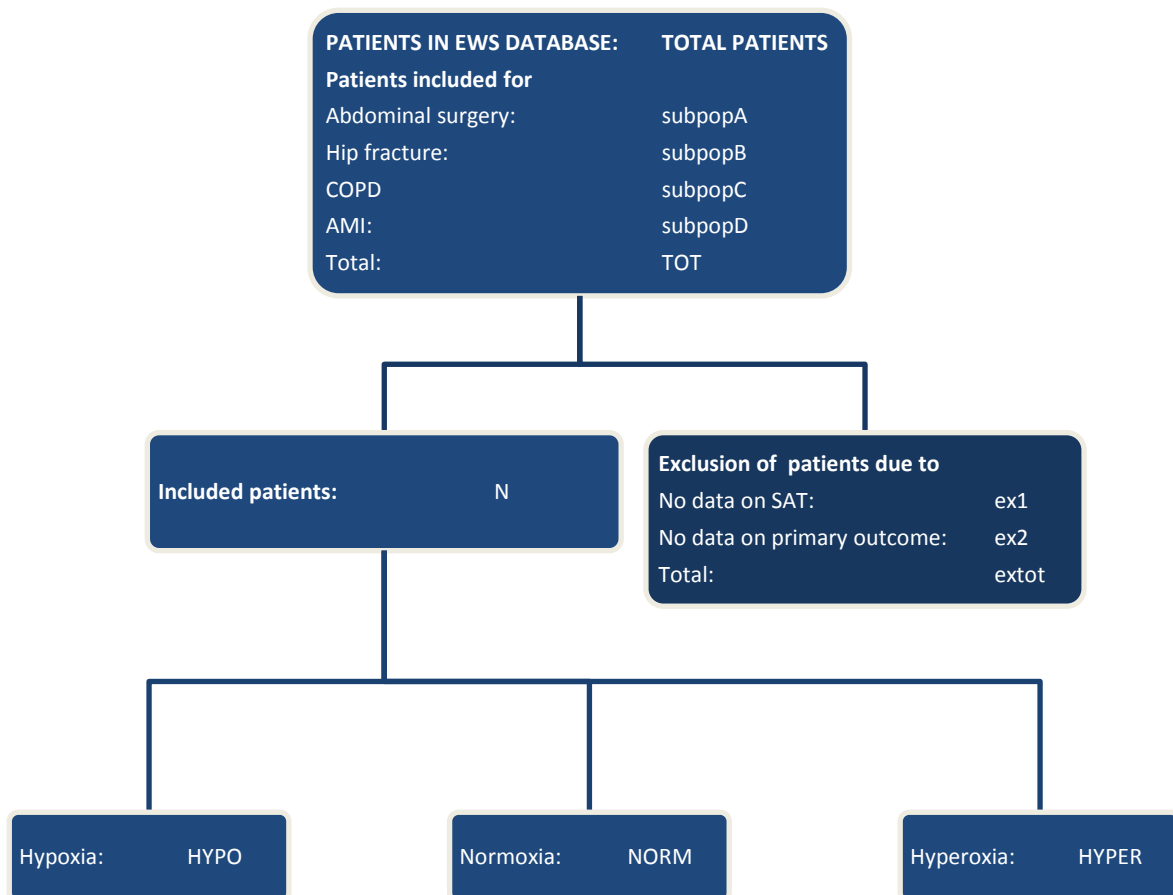 PATIENTS IN EWS DATABASE: TOTAL PATIENTS
Patients included for
Abdominal surgery: subpopA
Hip fracture: subpopB
COPD subpopC
AMI: subpopD
Total: TOT
Included patients: N
Exclusion of patients due to
No data on SAT: ex1
No data on primary outcome: ex2
Total: extot
Hypoxia: HYPO
Normoxia: NORM
Hyperoxia: HYPER